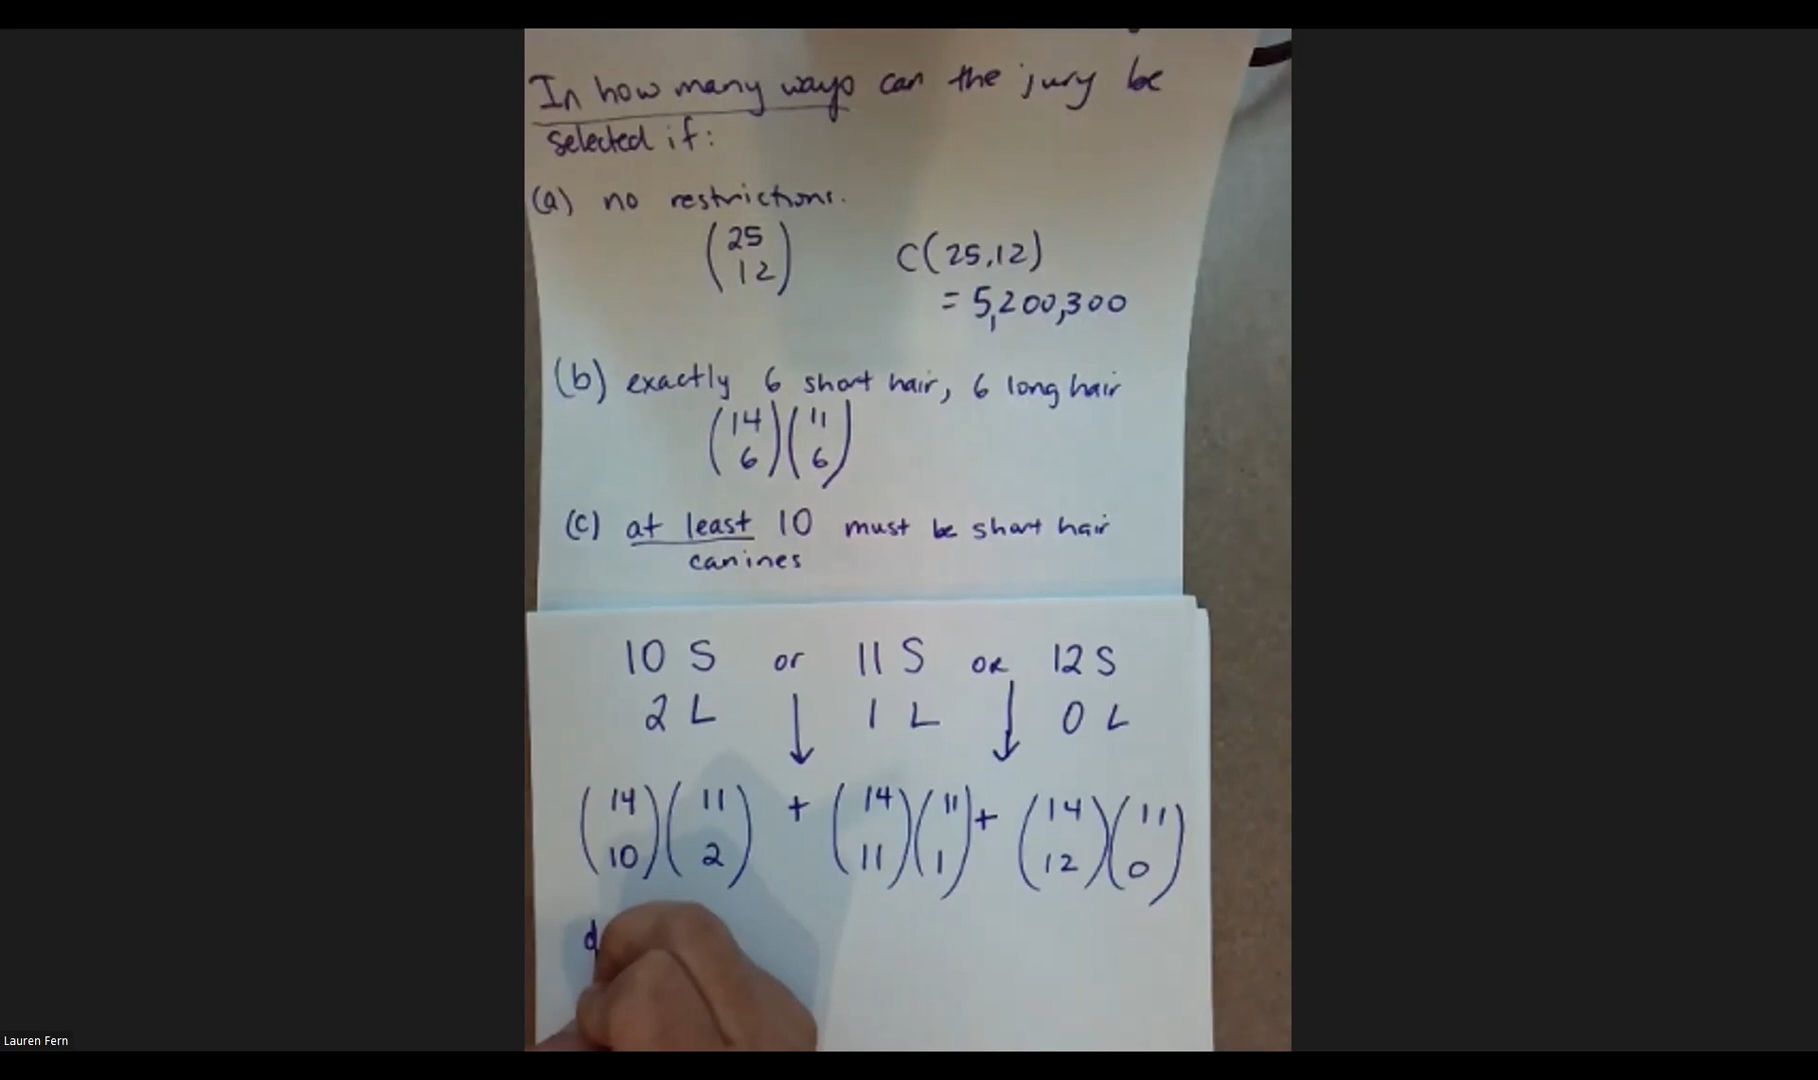 In how many ways can the jury be
selected if:
(a) no restrictions.
(25 12) C(25,12)
= 5,200,300
(b) exactly 6 short hair, 6 long hair
(14 6)(11 6)
(c) at least 10 must be short hair
canines
10 S or 11 S or 12 S
2 L ↓ 1 L ↓ 0 L
(14 10)(11 2) + (14 11)(11 1) + (14 12)(11 0)
d
Lauren Fern